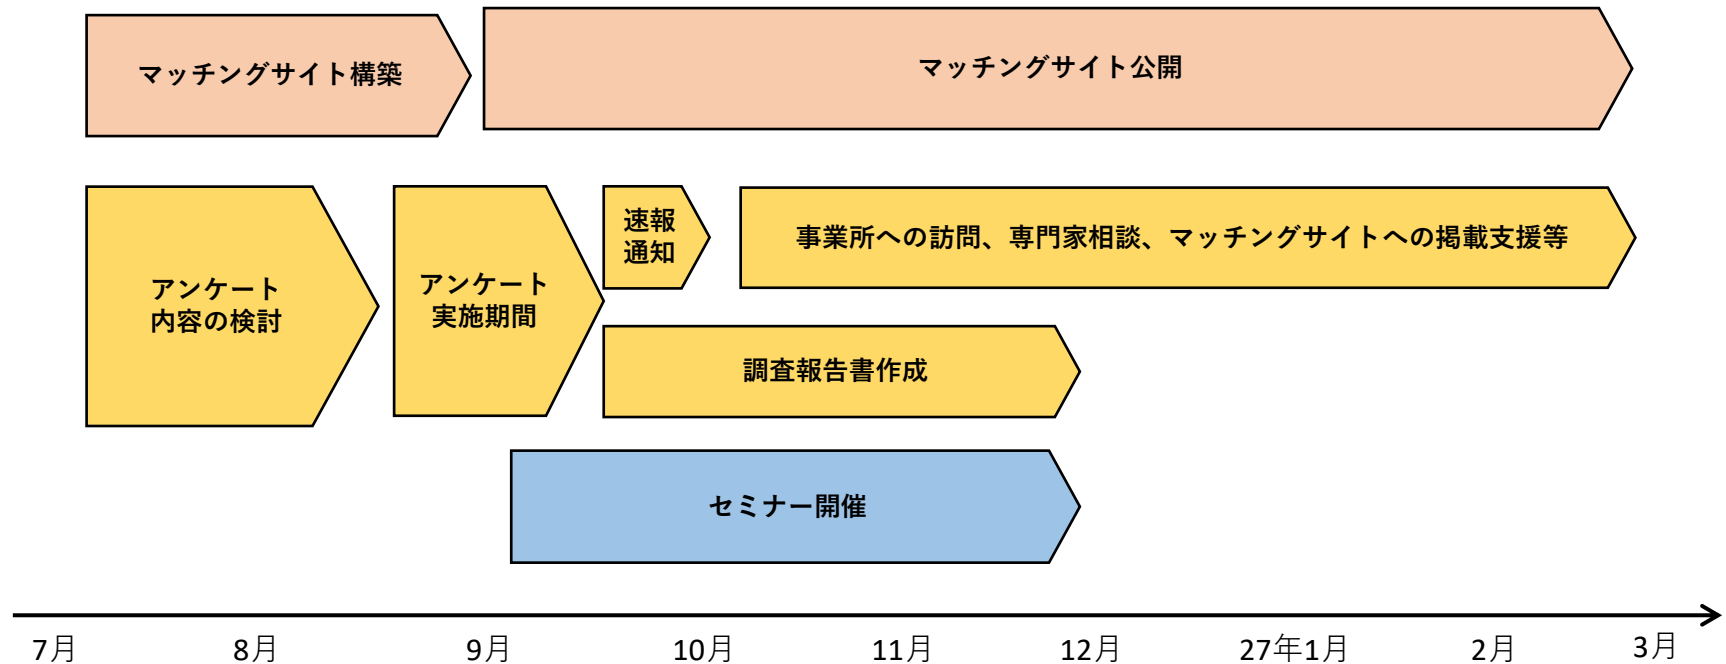 マッチングサイト構築
マッチングサイト公開
アンケート
内容の検討
アンケート
実施期間
速報
通知
事業所への訪問、専門家相談、マッチングサイトへの掲載支援等
調査報告書作成
セミナー開催
7月
8月
9月
10月
11月
12月
27年1月
2月
3月